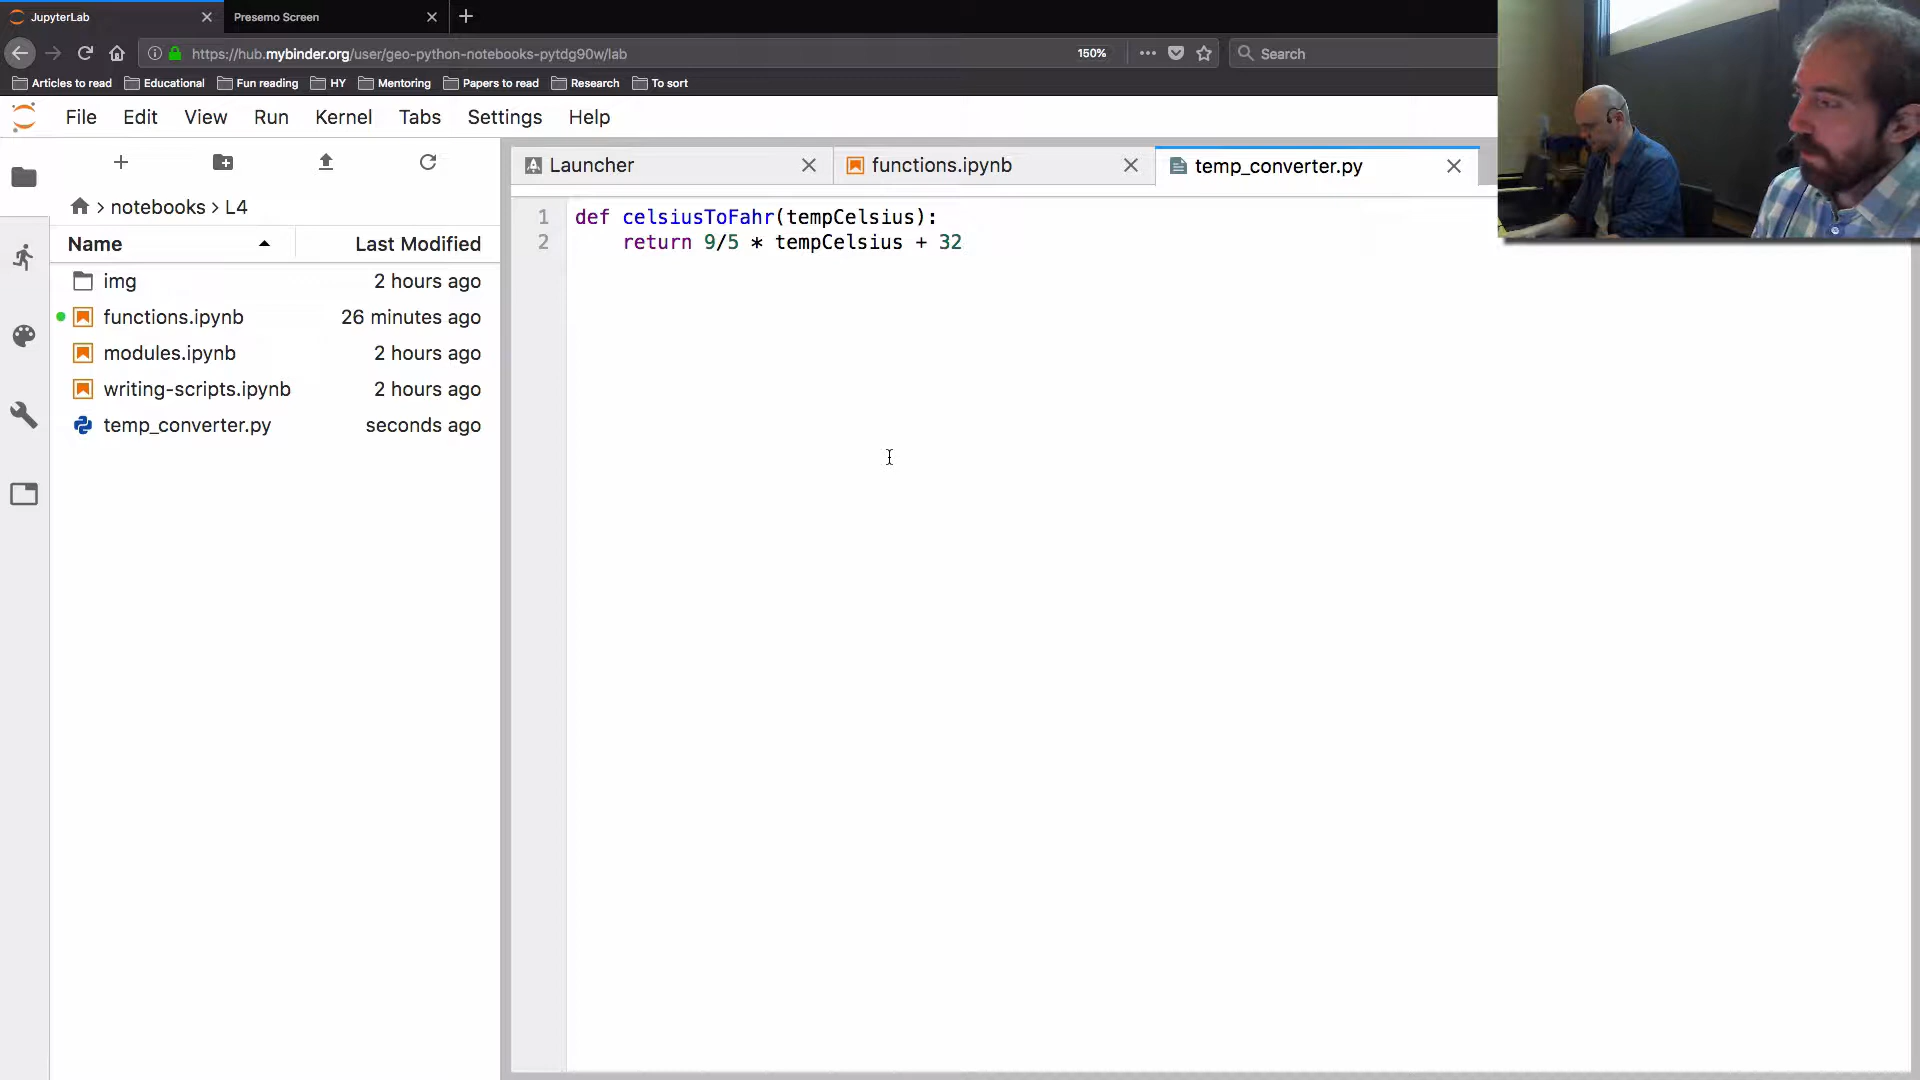 JupyterLab
Presemo Screen
https://hub.mybinder.org/user/geo-python-notebooks-pytdg90w/lab
150%
Search
Articles to read
Educational
Fun reading
HY
Mentoring
Papers to read
Research
To sort
File Edit View Run Kernel Tabs Settings Help
notebooks > L4
Name Last Modified
img 2 hours ago
functions.ipynb 26 minutes ago
modules.ipynb 2 hours ago
writing-scripts.ipynb 2 hours ago
temp_converter.py seconds ago
Launcher
functions.ipynb
temp_converter.py
1 def celsiusToFahr(tempCelsius):
2 return 9/5 * tempCelsius + 32